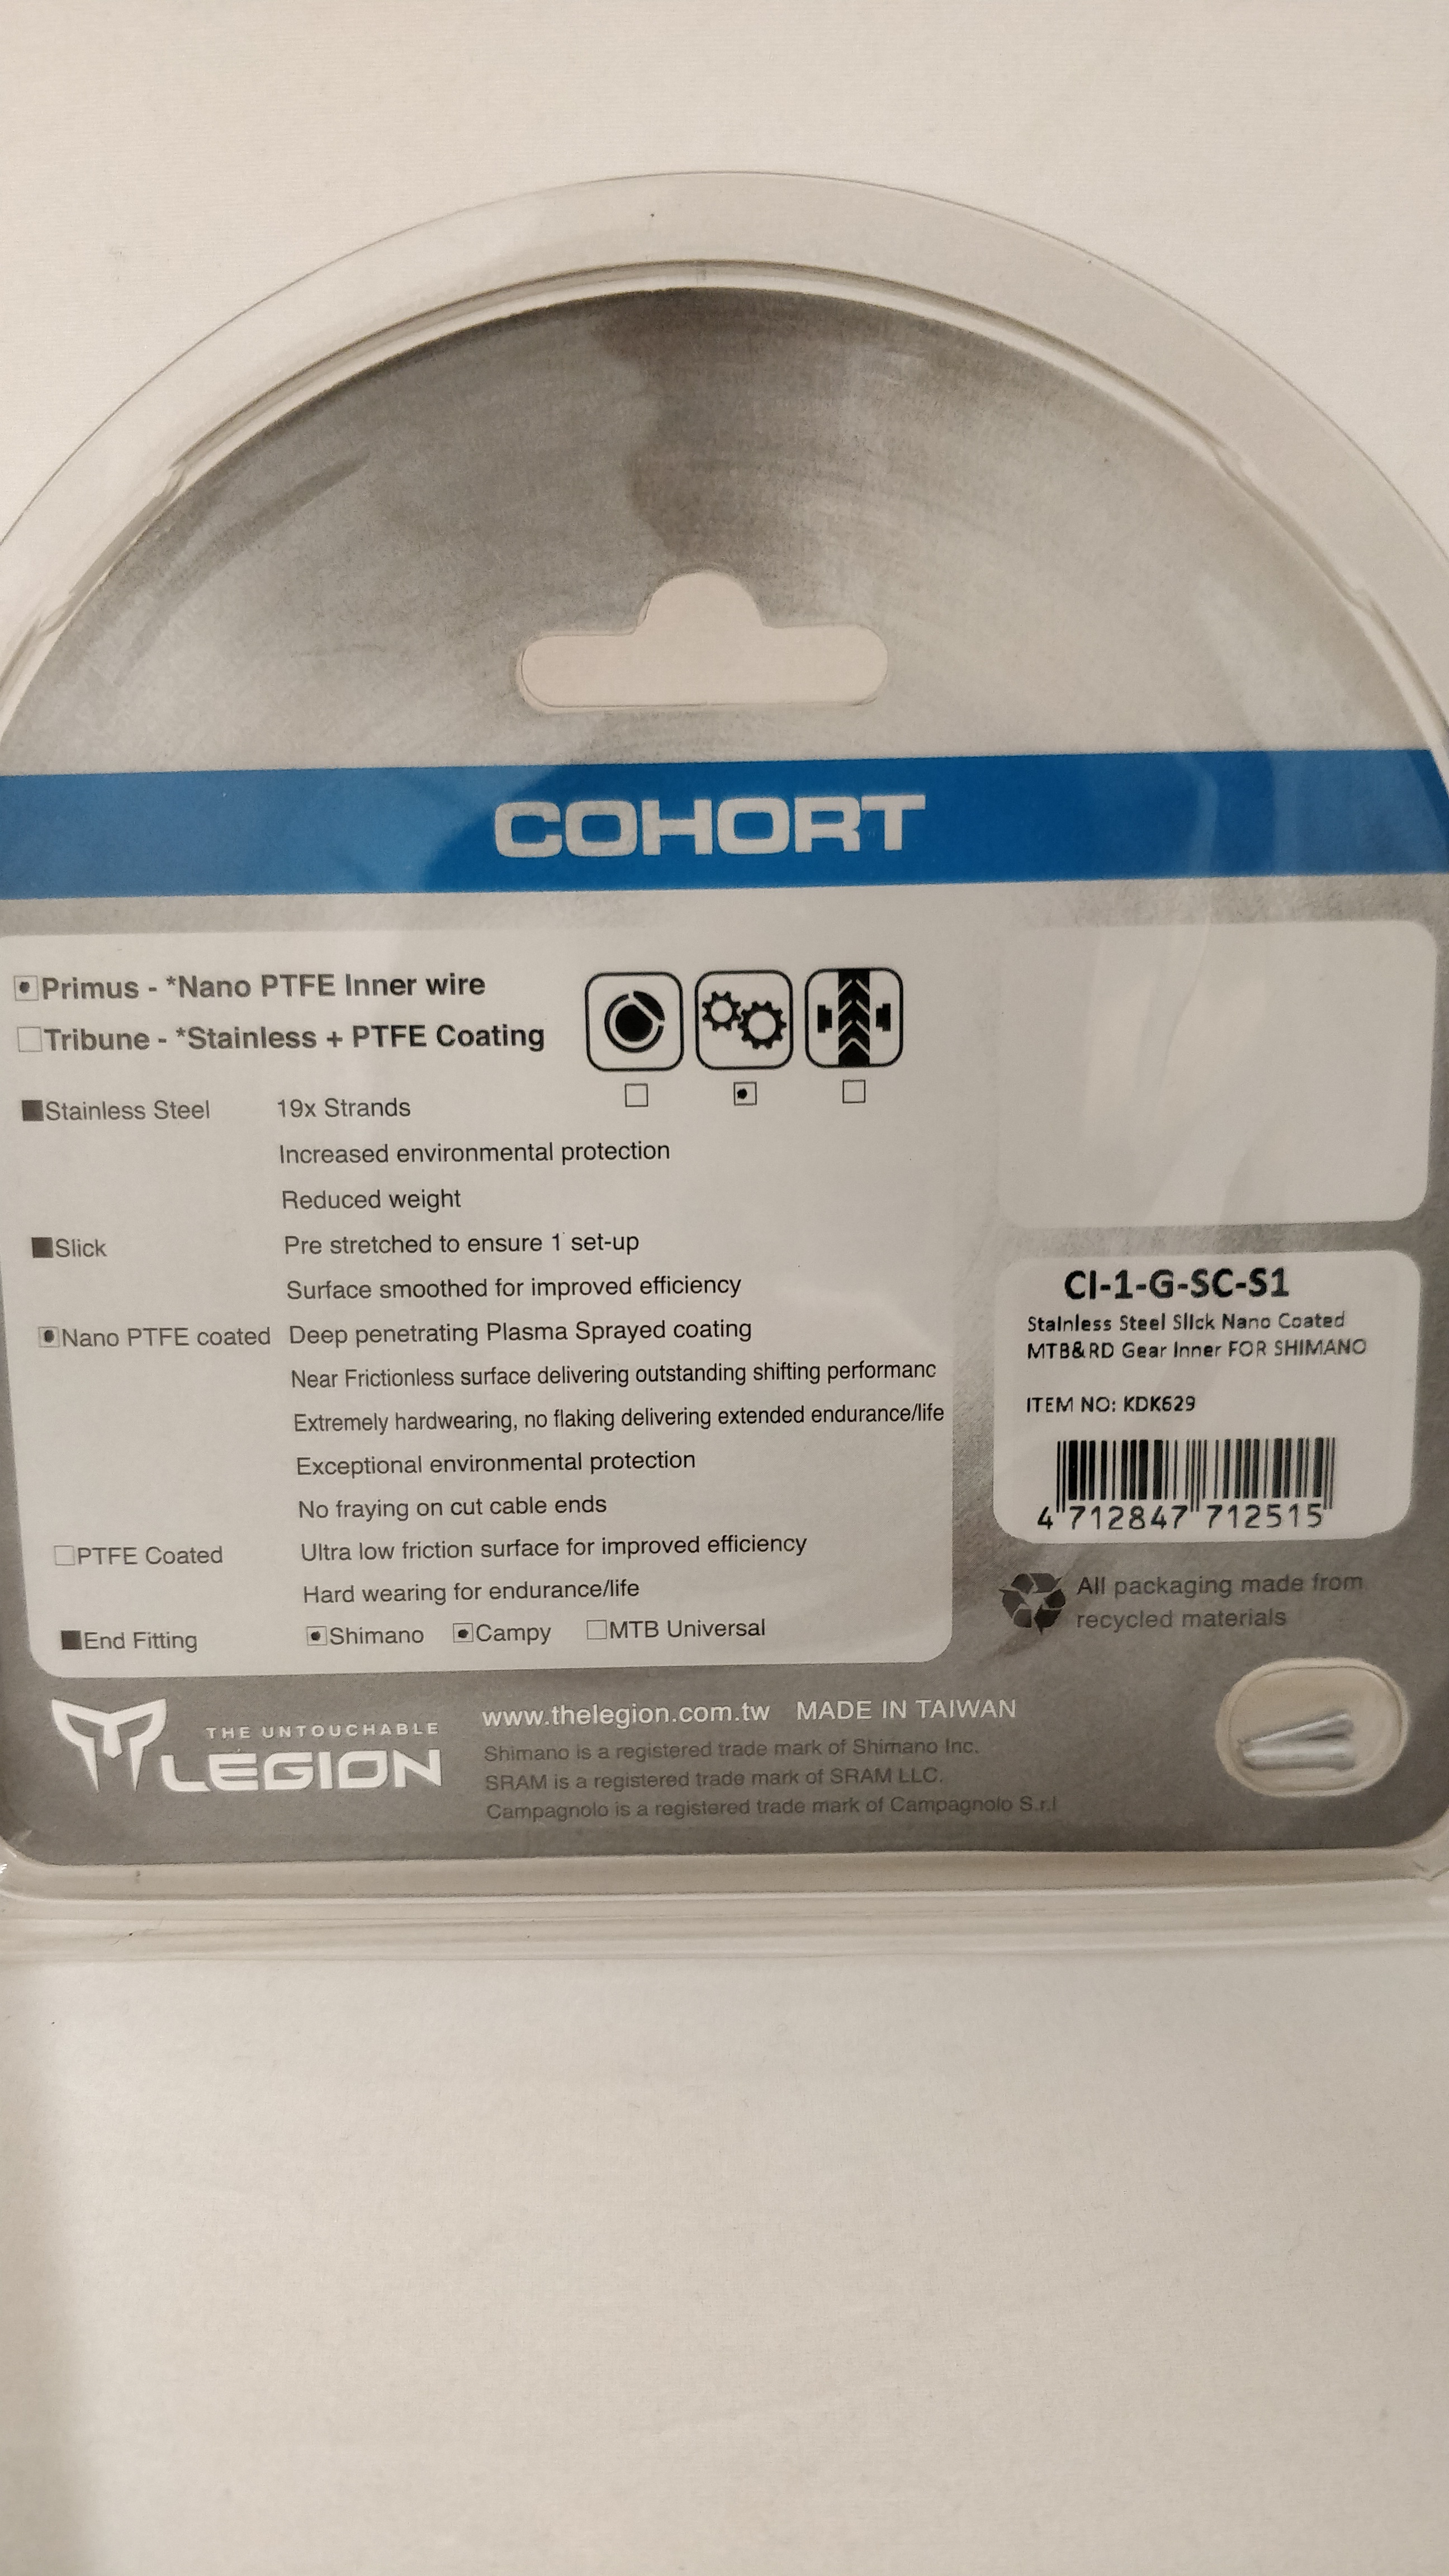 COHORT
Primus - *Nano PTFE Inner wire
Tribune - *Stainless + PTFE Coating
Stainless Steel 19x Strands
Increased environmental protection
Reduced weight
Slick Pre stretched to ensure 1 set-up
Surface smoothed for improved efficiency
Nano PTFE coated Deep penetrating Plasma Sprayed coating
Near Frictionless surface delivering outstanding shifting performanc
Extremely hardwearing, no flaking delivering extended endurance/life
Exceptional environmental protection
No fraying on cut cable ends
PTFE Coated Ultra low friction surface for improved efficiency
Hard wearing for endurance/life
End Fitting Shimano Campy MTB Universal
CI-1-G-SC-S1
Stainless Steel Slick Nano Coated
MTB&RD Gear Inner FOR SHIMANO
ITEM NO: KDK629
4 712847 712515
All packaging made from
recycled materials
THE UNTOUCHABLE
LEGION
www.thelegion.com.tw MADE IN TAIWAN
Shimano is a registered trade mark of Shimano Inc.
SRAM is a registered trade mark of SRAM LLC.
Campagnolo is a registered trade mark of Campagnolo S.r.l